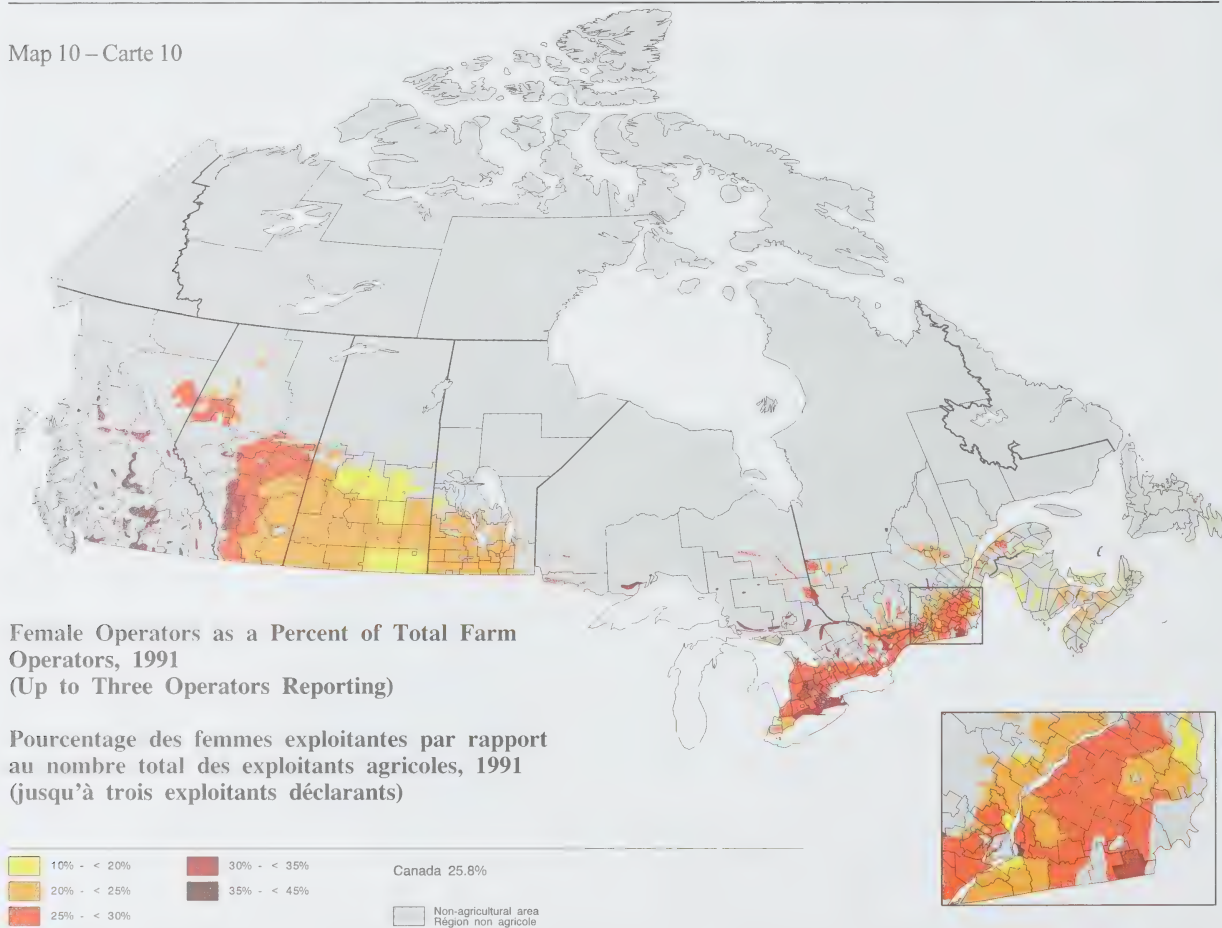 Map 10 – Carte 10
Female Operators as a Percent of Total Farm
Operators, 1991
(Up to Three Operators Reporting)
Pourcentage des femmes exploitantes par rapport
au nombre total des exploitants agricoles, 1991
(jusqu'à trois exploitants déclarants)
10% - < 20%
20% - < 25%
25% - < 30%
30% - < 35%
35% - < 45%
Canada 25.8%
Non-agricultural area
Région non agricole